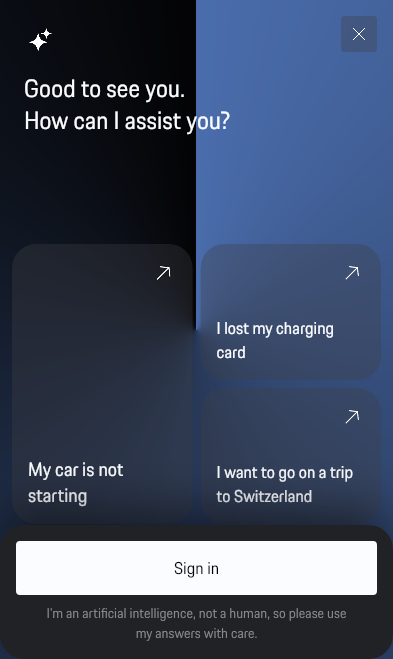 Good to see you.
How can I assist you?
I lost my charging
card
My car is not
starting
I want to go on a trip
to Switzerland
Sign in
I'm an artificial intelligence, not a human, so please use
my answers with care.